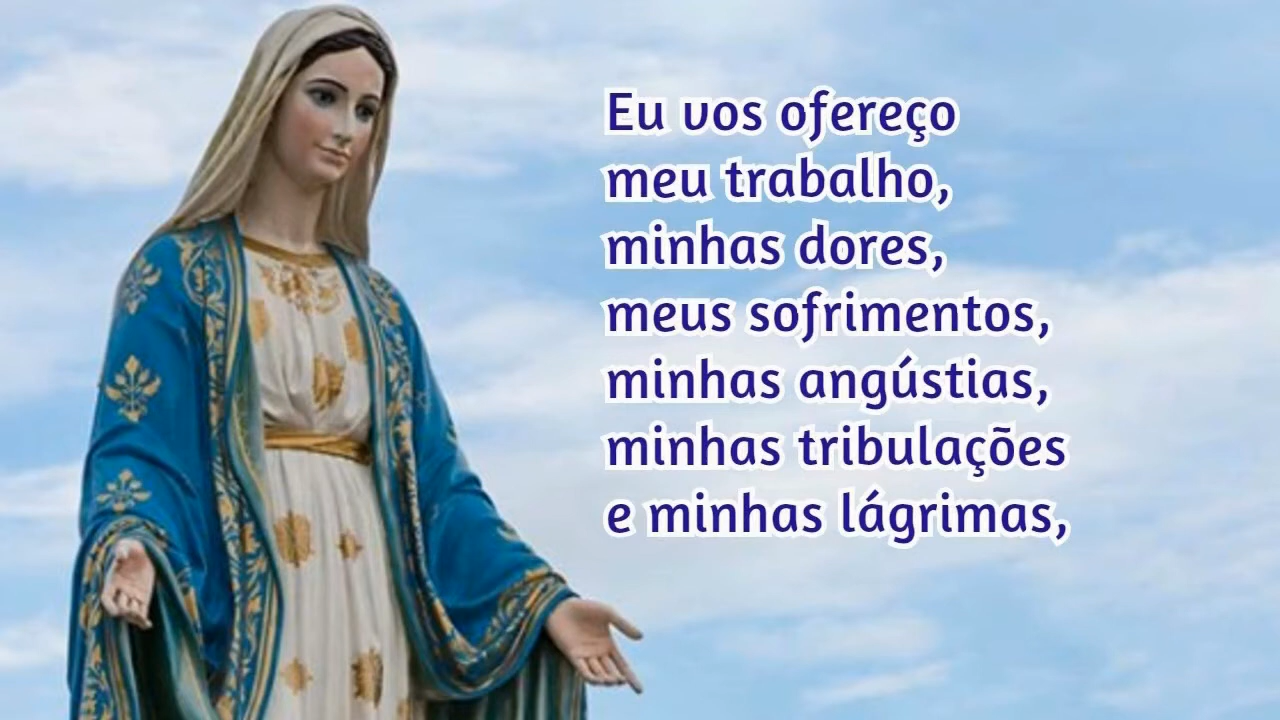 Eu vos ofereço
meu trabalho,
minhas dores,
meus sofrimentos,
minhas angústias,
minhas tribulações
e minhas lágrimas,